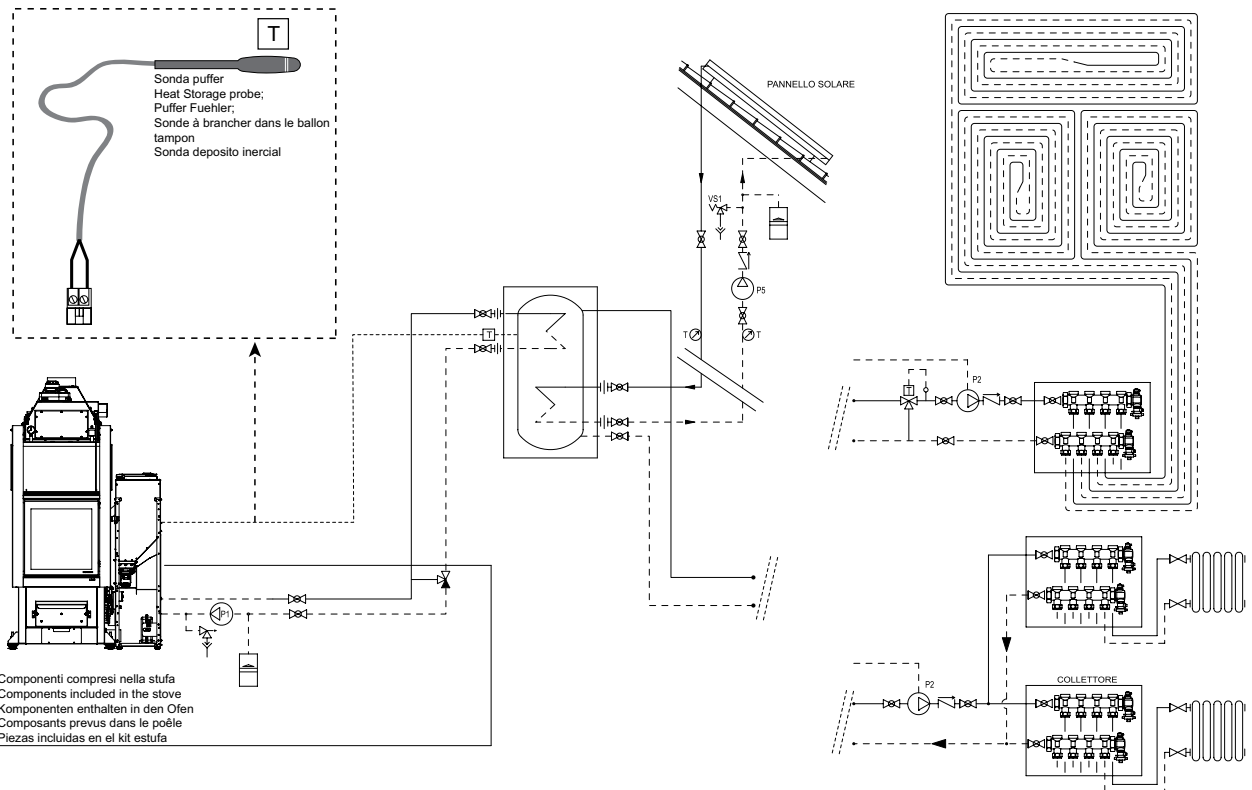 T
Sonda puffer
Heat Storage probe;
Puffer Fuehler;
Sonde à brancher dans le ballon
tampon
Sonda deposito inercial
PANNELLO SOLARE
VS1
P5
T
T
T
P2
T
P1
P2
COLLETTORE
Componenti compresi nella stufa
Components included in the stove
Komponenten enthalten in den Ofen
Composants prevus dans le poêle
Piezas incluidas en el kit estufa